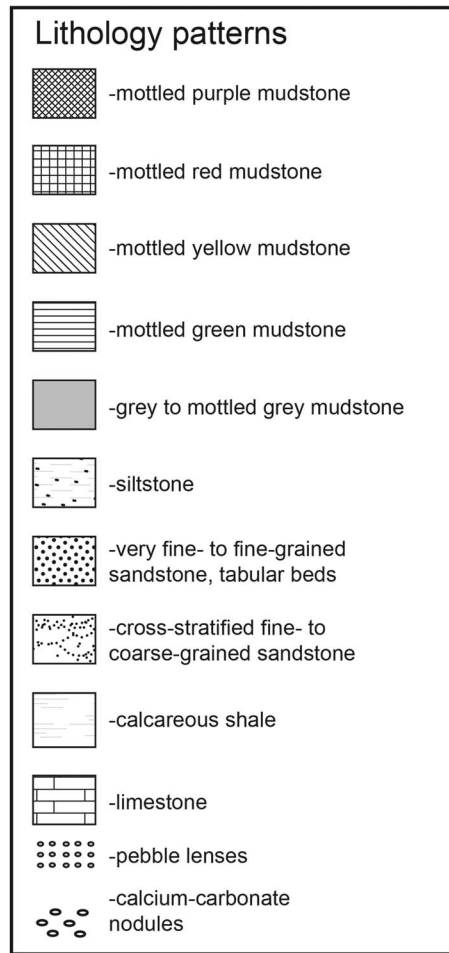 Lithology patterns
-mottled purple mudstone
-mottled red mudstone
-mottled yellow mudstone
-mottled green mudstone
-grey to mottled grey mudstone
-siltstone
-very fine- to fine-grained
sandstone, tabular beds
-cross-stratified fine- to
coarse-grained sandstone
-calcareous shale
-limestone
-pebble lenses
-calcium-carbonate
nodules